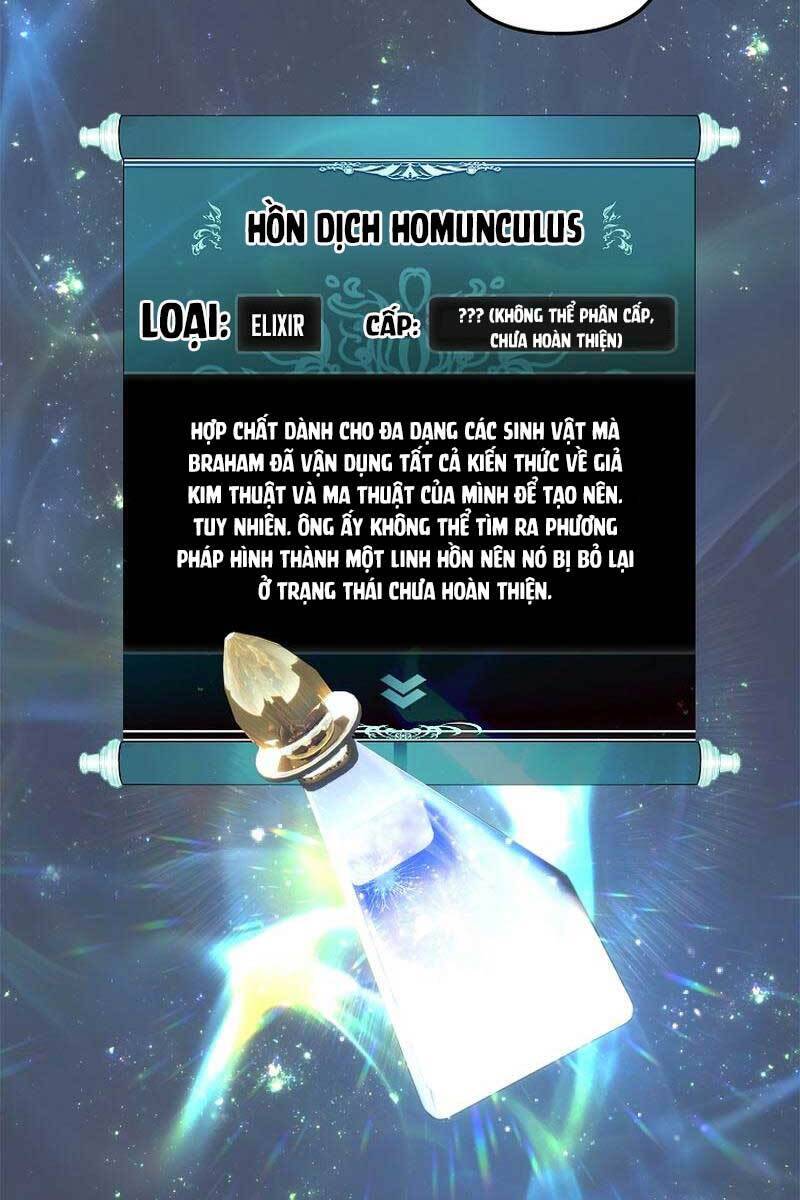 HỒN DỊCH HOMUNCULUS
LOẠI: ELIXIR CẤP: ??? (KHÔNG THỂ PHÂN CẤP,
CHƯA HOÀN THIỆN)
HỢP CHẤT DÀNH CHO ĐA DẠNG CÁC SINH VẬT MÀ
BRAHAM ĐÃ VẬN DỤNG TẤT CẢ KIẾN THỨC VỀ GIẢ
KIM THUẬT VÀ MA THUẬT CỦA MÌNH ĐỂ TẠO NÊN.
TUY NHIÊN. ÔNG ẤY KHÔNG THỂ TÌM RA PHƯƠNG
PHÁP HÌNH THÀNH MỘT LINH HỒN NÊN NÓ BỊ BỎ LẠI
Ở TRẠNG THÁI CHƯA HOÀN THIỆN.